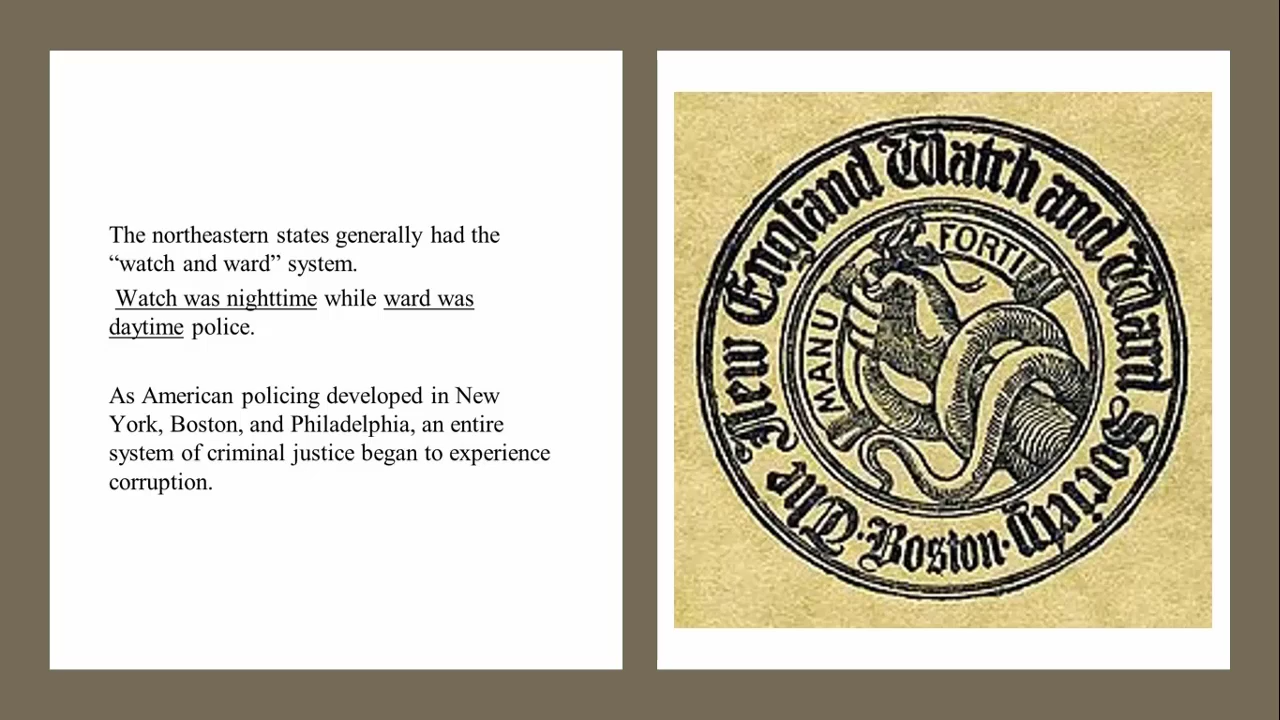 The northeastern states generally had the
“watch and ward” system.
Watch was nighttime while ward was
daytime police.
As American policing developed in New
York, Boston, and Philadelphia, an entire
system of criminal justice began to experience
corruption.
The New England Watch and Ward Society
·Boston·
MANU FORTI